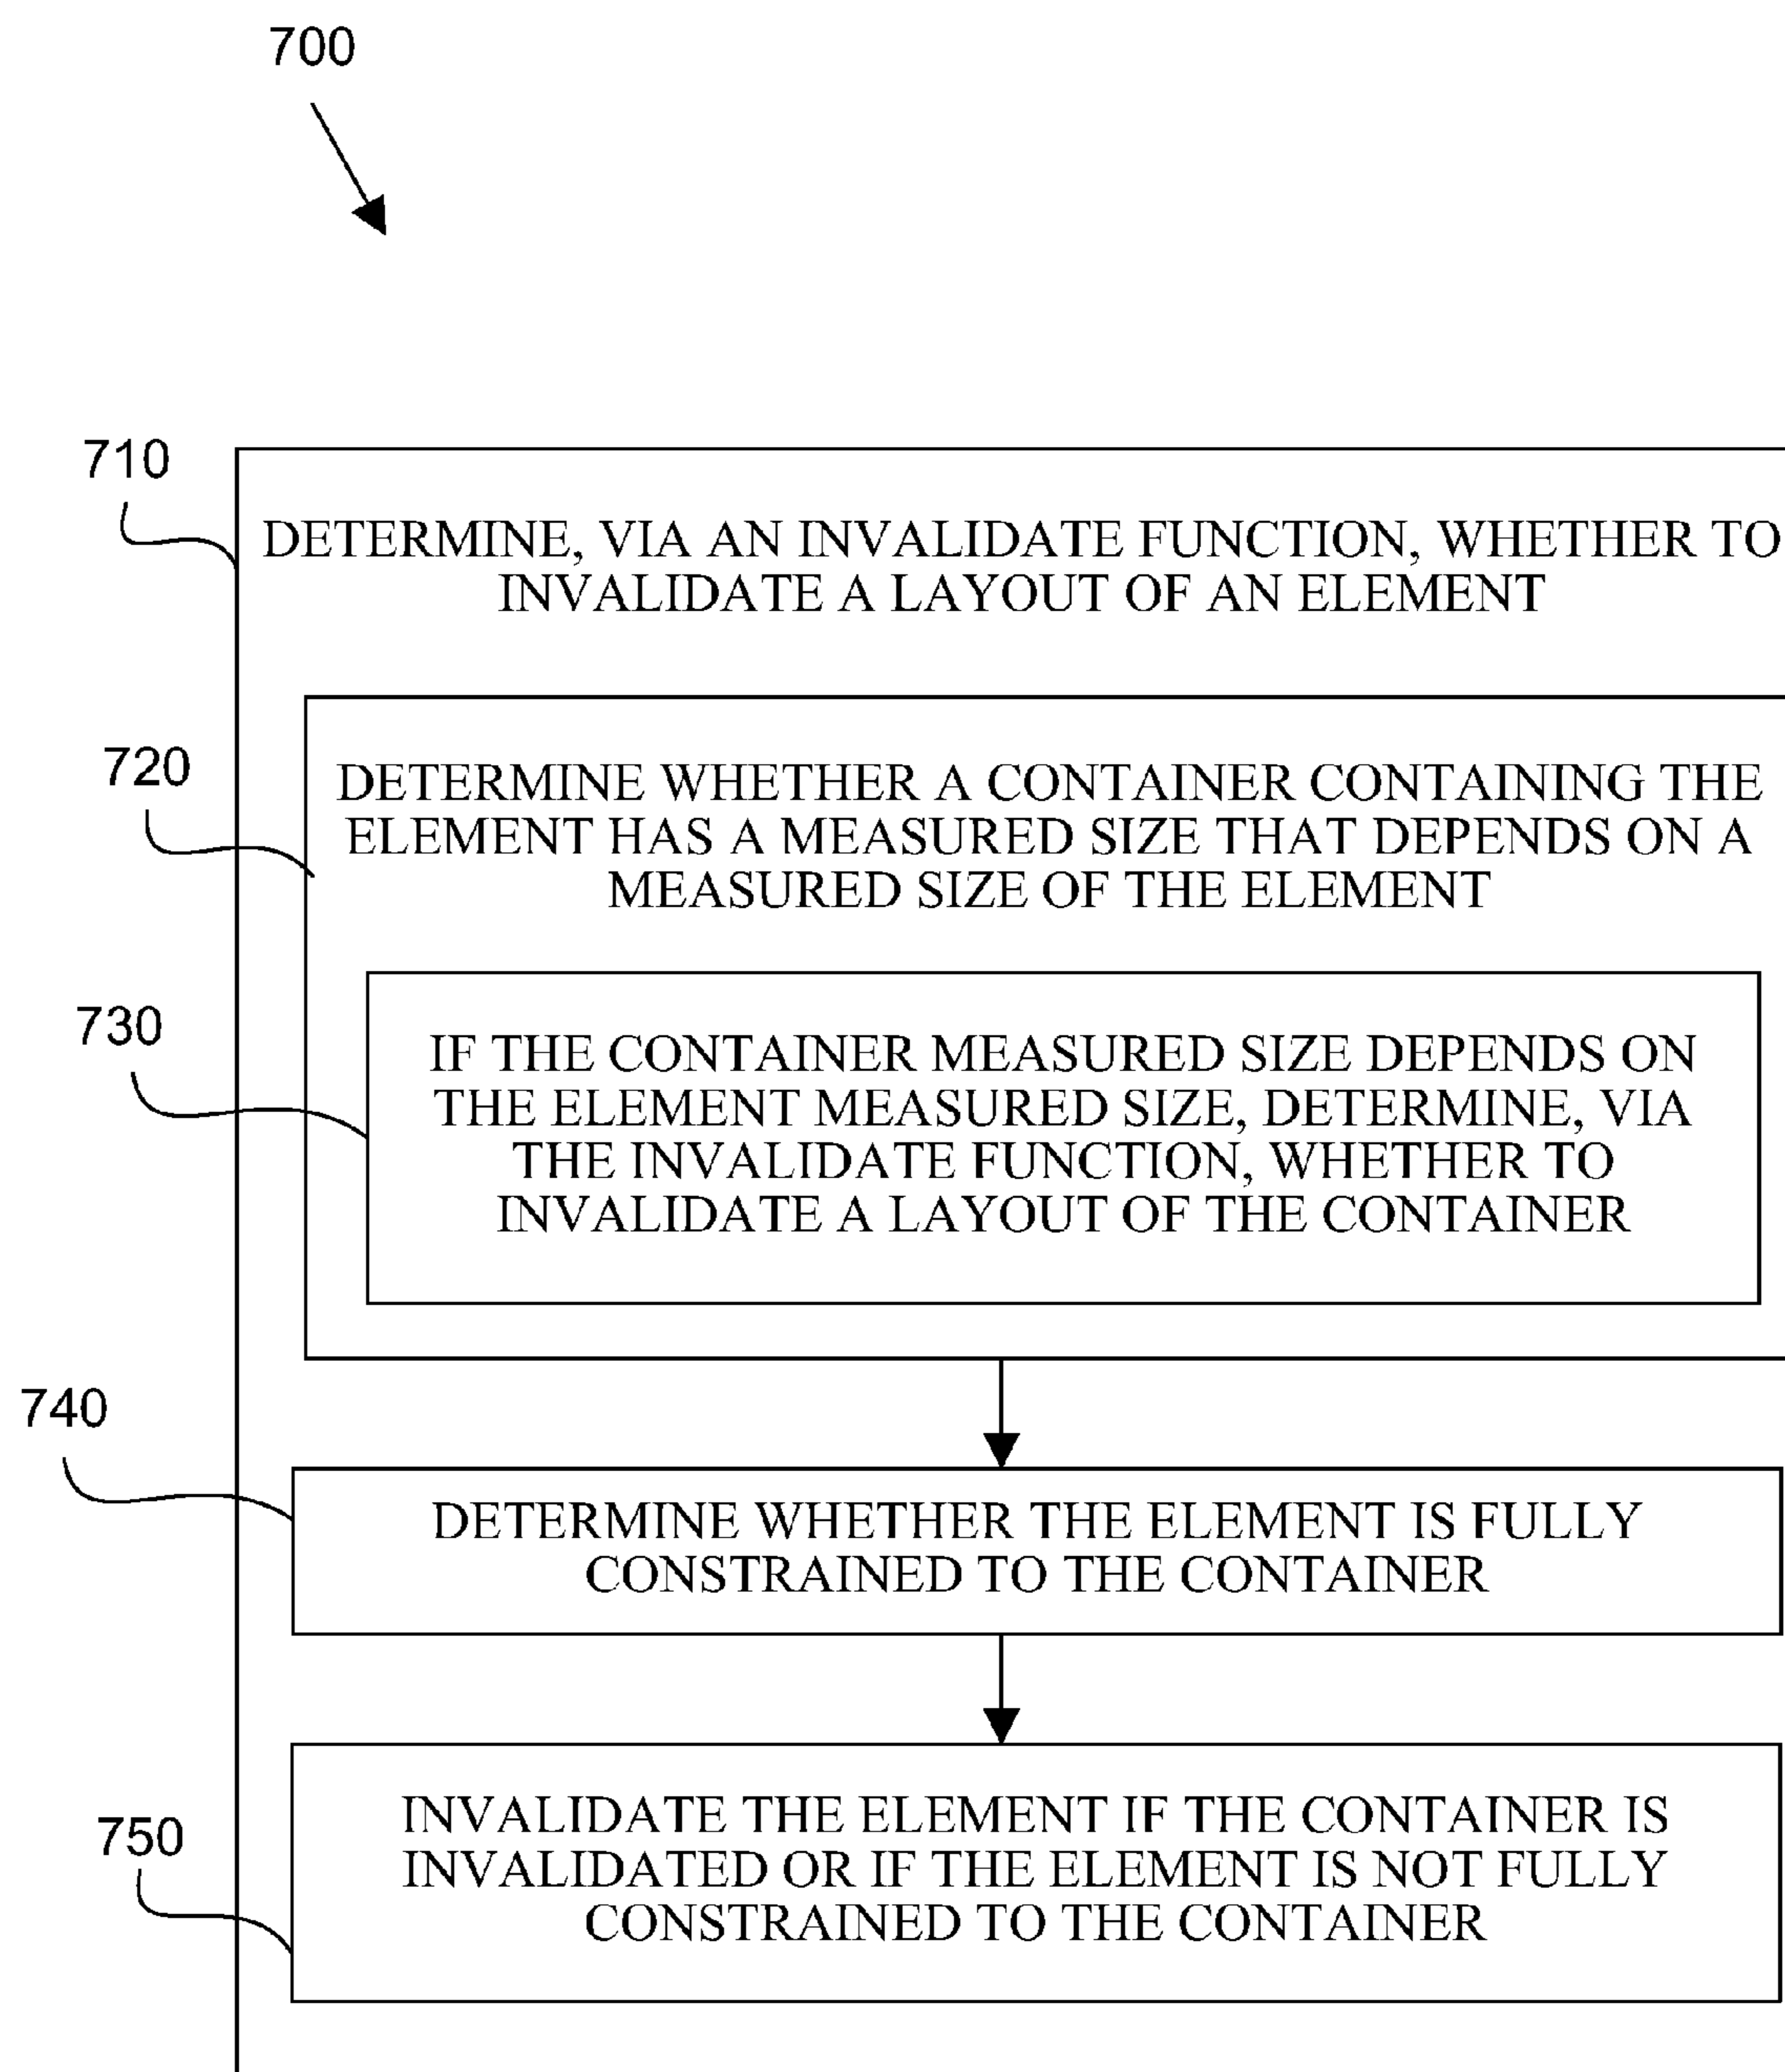 700
710
DETERMINE, VIA AN INVALIDATE FUNCTION, WHETHER TO
INVALIDATE A LAYOUT OF AN ELEMENT
720
DETERMINE WHETHER A CONTAINER CONTAINING THE
ELEMENT HAS A MEASURED SIZE THAT DEPENDS ON A
MEASURED SIZE OF THE ELEMENT
730
IF THE CONTAINER MEASURED SIZE DEPENDS ON
THE ELEMENT MEASURED SIZE, DETERMINE, VIA
THE INVALIDATE FUNCTION, WHETHER TO
INVALIDATE A LAYOUT OF THE CONTAINER
740
DETERMINE WHETHER THE ELEMENT IS FULLY
CONSTRAINED TO THE CONTAINER
750
INVALIDATE THE ELEMENT IF THE CONTAINER IS
INVALIDATED OR IF THE ELEMENT IS NOT FULLY
CONSTRAINED TO THE CONTAINER